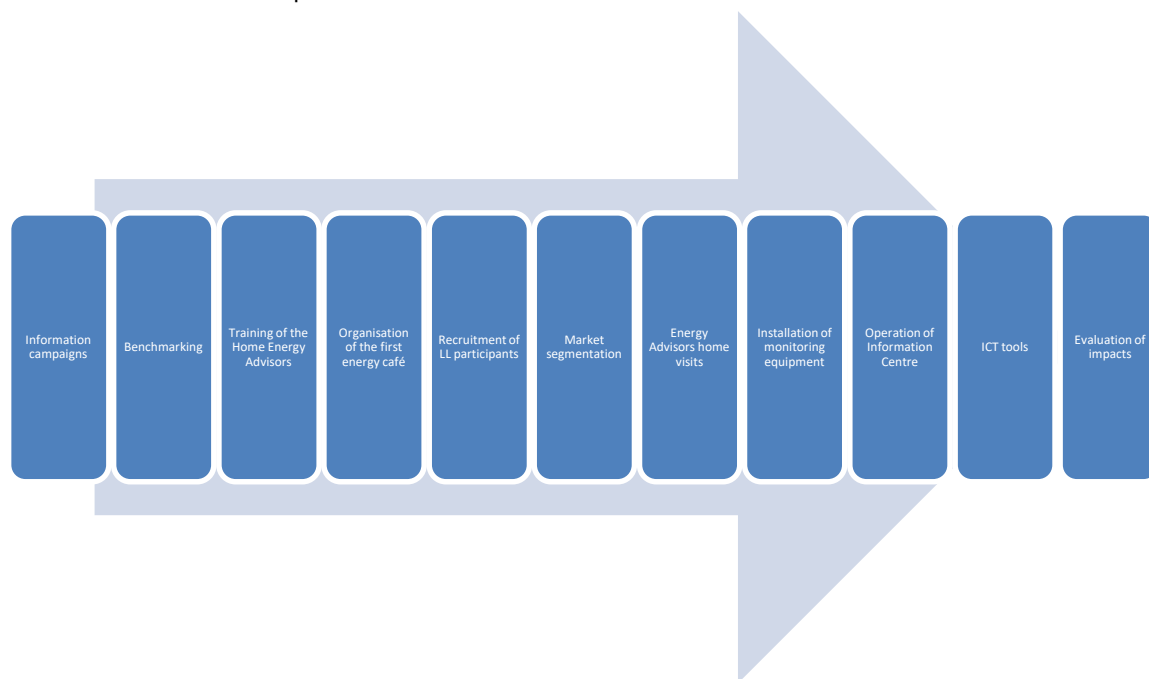 Information
campaigns
Benchmarking
Training of the
Home Energy
Advisors
Organisation
of the first
energy café
Recruitment of
LL participants
Market
segmentation
Energy
Advisors home
visits
Installation of
monitoring
equipment
Operation of
Information
Centre
ICT tools
Evaluation of
impacts